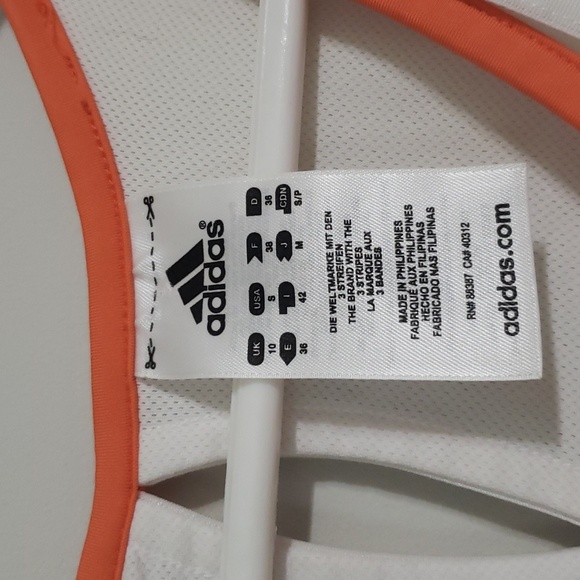 adidas®
UK USA F D
10 S 38 36
E I J CDN
36 42 M S/P
DIE WELTMARKE MIT DEN
3 STREIFEN
THE BRAND WITH THE
3 STRIPES
LA MARQUE AUX
3 BANDES
MADE IN PHILIPPINES
FABRIQUE AUX PHILIPPINES
HECHO EN FILIPINAS
FABRICADO NAS FILIPINAS
RN# 88387 CA# 40312
adidas.com